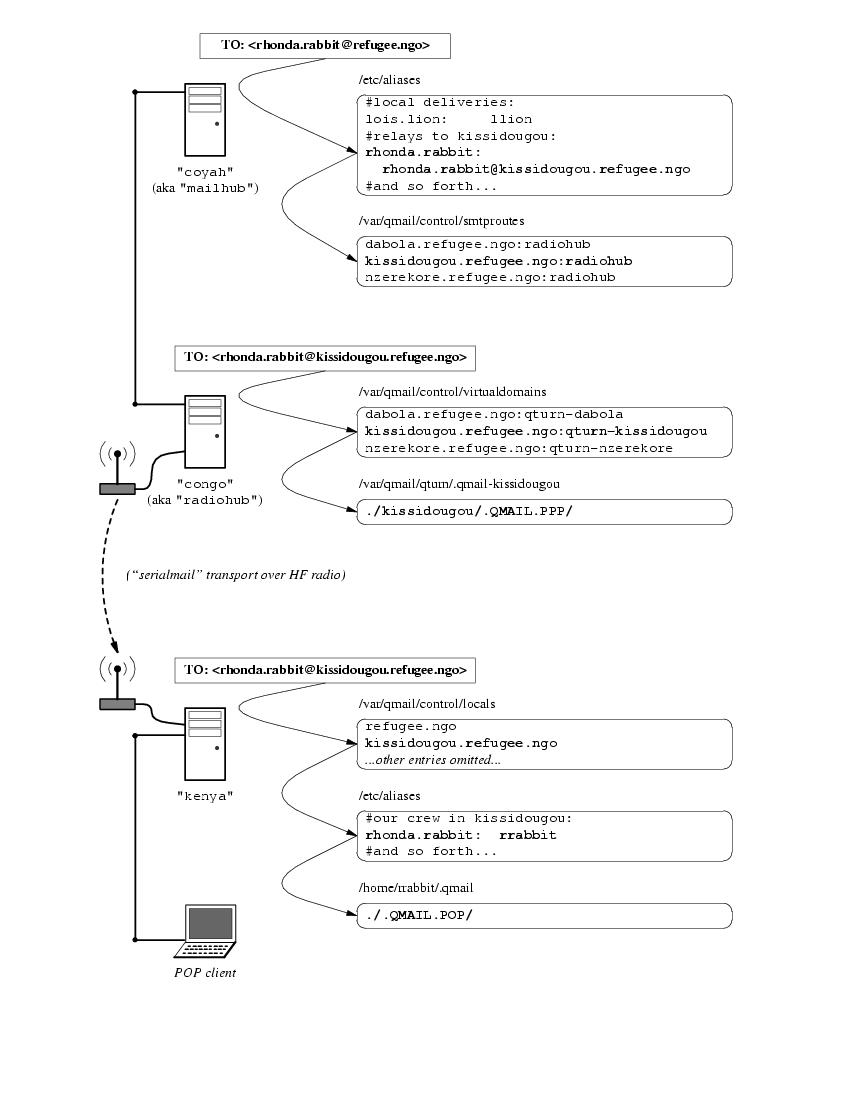 TO: <rhonda.rabbit@refugee.ngo>
/etc/aliases
#local deliveries:
lois.lion:     llion
#relays to kissidougou:
rhonda.rabbit:
  rhonda.rabbit@kissidougou.refugee.ngo
#and so forth...
"coyah"
(aka "mailhub")
/var/qmail/control/smtproutes
dabola.refugee.ngo:radiohub
kissidougou.refugee.ngo:radiohub
nzerekore.refugee.ngo:radiohub
TO: <rhonda.rabbit@kissidougou.refugee.ngo>
/var/qmail/control/virtualdomains
dabola.refugee.ngo:qturn-dabola
kissidougou.refugee.ngo:qturn-kissidougou
nzerekore.refugee.ngo:qturn-nzerekore
"congo"
(aka "radiohub")
/var/qmail/qturn/.qmail-kissidougou
./kissidougou/.QMAIL.PPP/
(“serialmail” transport over HF radio)
TO: <rhonda.rabbit@kissidougou.refugee.ngo>
/var/qmail/control/locals
refugee.ngo
kissidougou.refugee.ngo
...other entries omitted...
"kenya"
/etc/aliases
#our crew in kissidougou:
rhonda.rabbit:  rrabbit
#and so forth...
/home/rrabbit/.qmail
./.QMAIL.POP/
POP client